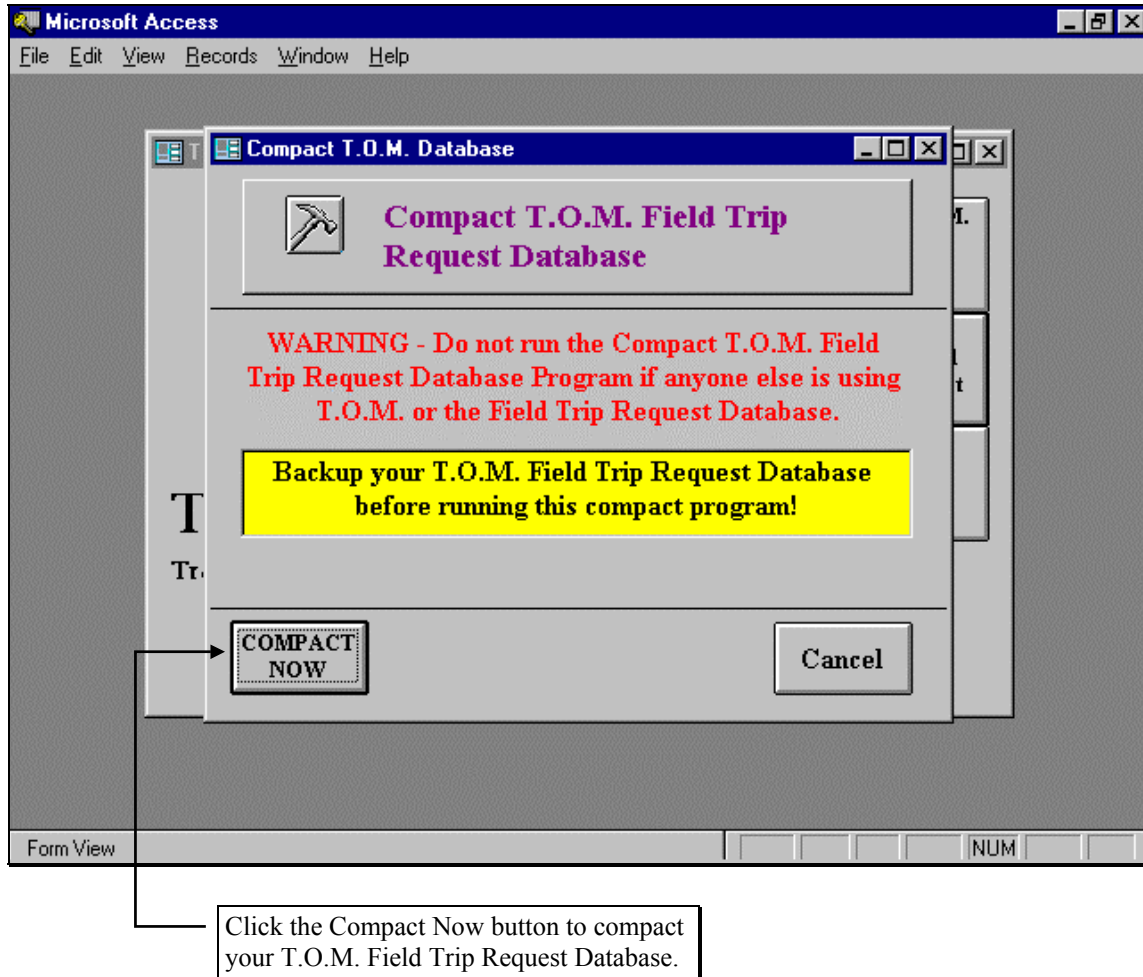 Microsoft Access
File Edit View Records Window Help
T
Compact T.O.M. Database
Compact T.O.M. Field Trip
Request Database
M.
WARNING - Do not run the Compact T.O.M. Field
Trip Request Database Program if anyone else is using
T.O.M. or the Field Trip Request Database.
l
t
Backup your T.O.M. Field Trip Request Database
before running this compact program!
T
Tr
COMPACT
NOW
Cancel
Form View NUM
Click the Compact Now button to compact
your T.O.M. Field Trip Request Database.